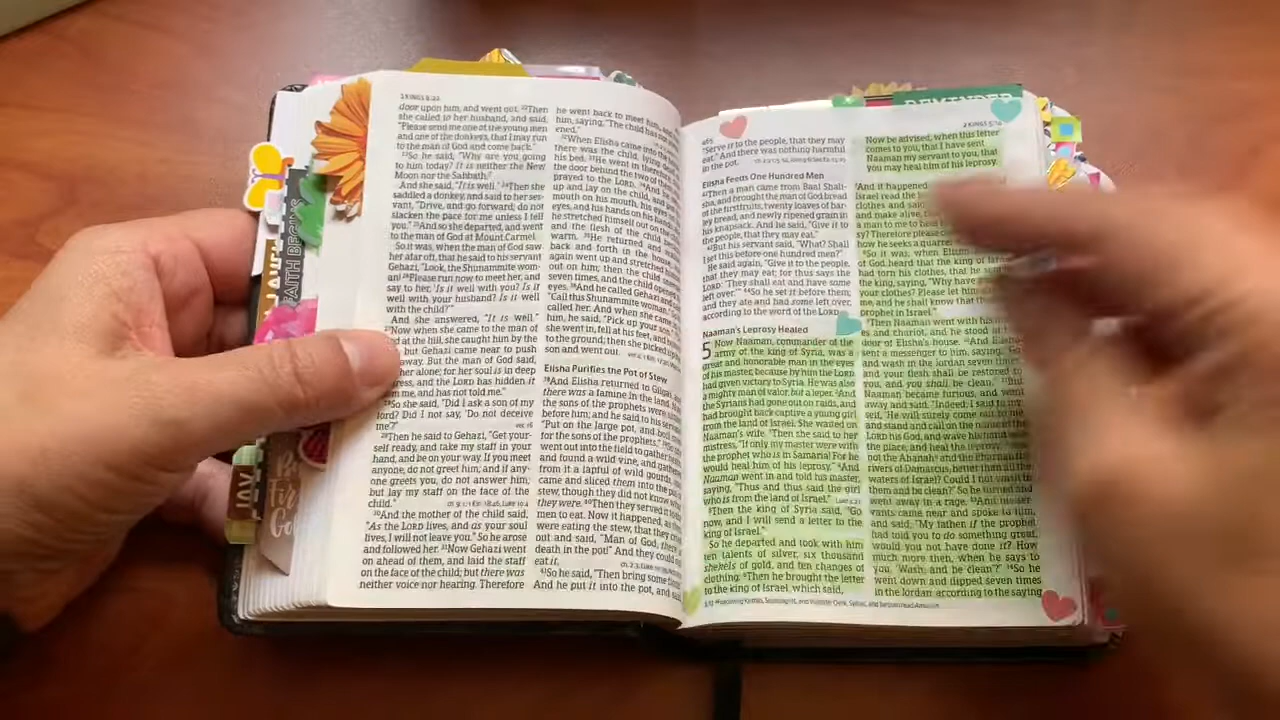 2 KINGS 4:22
door upon him, and went out. 22Then
she called to her husband, and said,
"Please send me one of the young men
and one of the donkeys, that I may run
to the man of God and come back."
23So he said, "Why are you going
to him today? It is neither the New
Moon nor the Sabbath."
And she said, "It is well." 24Then she
saddled a donkey, and said to her ser-
vant, "Drive, and go forward; do not
slacken the pace for me unless I tell
you." 25And so she departed, and went
to the man of God at Mount Carmel.
So it was, when the man of God saw
her afar off, that he said to his servant
Gehazi, "Look, the Shunammite wom-
an! 26Please run now to meet her, and
say to her, 'Is it well with you? Is it
well with your husband? Is it well
with the child?'"
And she answered, "It is well."
27Now when she came to the man of
at the hill, she caught him by the
but Gehazi came near to push
away. But the man of God said,
her alone; for her soul is in deep
and the LORD has hidden it
me, and has not told me."
28So she said, "Did I ask a son of my
lord? Did I not say, 'Do not deceive
me'?"
ver. 16
29Then he said to Gehazi, "Get your-
self ready, and take my staff in your
hand, and be on your way. If you meet
anyone, do not greet him; and if any-
one greets you, do not answer him;
but lay my staff on the face of the
child."
30And the mother of the child said,
"As the LORD lives, and as your soul
lives, I will not leave you." So he arose
and followed her. 31Now Gehazi went
on ahead of them, and laid the staff
on the face of the child; but there was
neither voice nor hearing. Therefore
he went back to meet him, and
him, saying, "The child has not
ened."
32When Elisha came into the
there was the child, lying
his bed. 33He went in therefore,
the door behind the two of them,
prayed to the LORD. 34And he
up and lay on the child, and
mouth on his mouth, his eyes
eyes, and his hands on his hands;
he stretched himself out on the
and the flesh of the child became
warm. 35He returned and walked
back and forth in the house,
again went up and stretched
out on him; then the child
seven times, and the child opened
eyes. 36And he called Gehazi and
"Call this Shunammite woman."
called her. And when she came
him, he said, "Pick up your son."
she went in, fell at his feet, and
to the ground; then she picked up
son and went out.
Elisha Purifies the Pot of Stew
38And Elisha returned to Gilgal,
there was a famine in the land.
the sons of the prophets were
before him; and he said to his servant,
"Put on the large pot, and boil
for the sons of the prophets."
went out into the field to gather
and found a wild vine, and gathered
from it a lapful of wild gourds,
came and sliced them into the pot
stew, though they did not know
they were. 40Then they served it
men to eat. Now it happened, as
were eating the stew, that they
out and said, "Man of God, there
death in the pot!" And they could
eat it.
41So he said, "Then bring some
And he put it into the pot, and said,
FAITH BEGINS
REMINDER
466
"Serve it to the people, that they may
eat." And there was nothing harmful
in the pot.
Elisha Feeds One Hundred Men
42Then a man came from Baal Shali-
sha, and brought the man of God bread
of the firstfruits, twenty loaves of bar-
ley bread, and newly ripened grain in
his knapsack. And he said, "Give it to
the people, that they may eat."
43But his servant said, "What? Shall
I set this before one hundred men?"
He said again, "Give it to the people,
that they may eat; for thus says the
LORD: 'They shall eat and have some
left over.'" 44So he set it before them;
and they ate and had some left over,
according to the word of the LORD.
Naaman's Leprosy Healed
5 Now Naaman, commander of the
army of the king of Syria, was a
great and honorable man in the eyes
of his master, because by him the LORD
had given victory to Syria. He was also
a mighty man of valor, but a leper. 2And
the Syrians had gone out on raids, and
had brought back captive a young girl
from the land of Israel. She waited on
Naaman's wife. 3Then she said to her
mistress, "If only my master were with
the prophet who is in Samaria! For he
would heal him of his leprosy." 4And
Naaman went in and told his master,
saying, "Thus and thus said the girl
who is from the land of Israel."
5Then the king of Syria said, "Go
now, and I will send a letter to the
king of Israel."
So he departed and took with him
ten talents of silver, six thousand
shekels of gold, and ten changes of
clothing. 6Then he brought the letter
to the king of Israel, which said,
2 KINGS 5:14
Now be advised, when this letter
comes to you, that I have sent
Naaman my servant to you, that
you may heal him of his leprosy.
7And it happened,
Israel read the
clothes and said,
and make alive,
a man to me to heal
sy? Therefore please
how he seeks a quarrel
8So it was, when Elisha
of God heard that the king of Israel
had torn his clothes, that he sent
the king, saying, "Why have
your clothes? Please let him
and he shall know that there
prophet in Israel."
9Then Naaman went with his
and chariot, and he stood at
door of Elisha's house. 10And Elisha
sent a messenger to him, saying, "Go
and wash in the Jordan seven
and your flesh shall be restored
you, and you shall be clean." 11But
Naaman became furious, and went
away and said, "Indeed, I said to my-
self, 'He will surely come out to me
and stand and call on the name of
LORD his God, and wave his hand
the place, and heal the leprosy.'
not the Abanah and the Pharpar,
rivers of Damascus, better than all the
waters of Israel? Could I not wash
them and be clean?" So he turned and
went away in a rage. 13And his ser-
vants came near and spoke to him,
and said, "My father, if the prophet
had told you to do something great,
would you not have done it? How
much more then, when he says to
you, 'Wash, and be clean'?" 14So he
went down and dipped seven times
in the Jordan, according to the saying